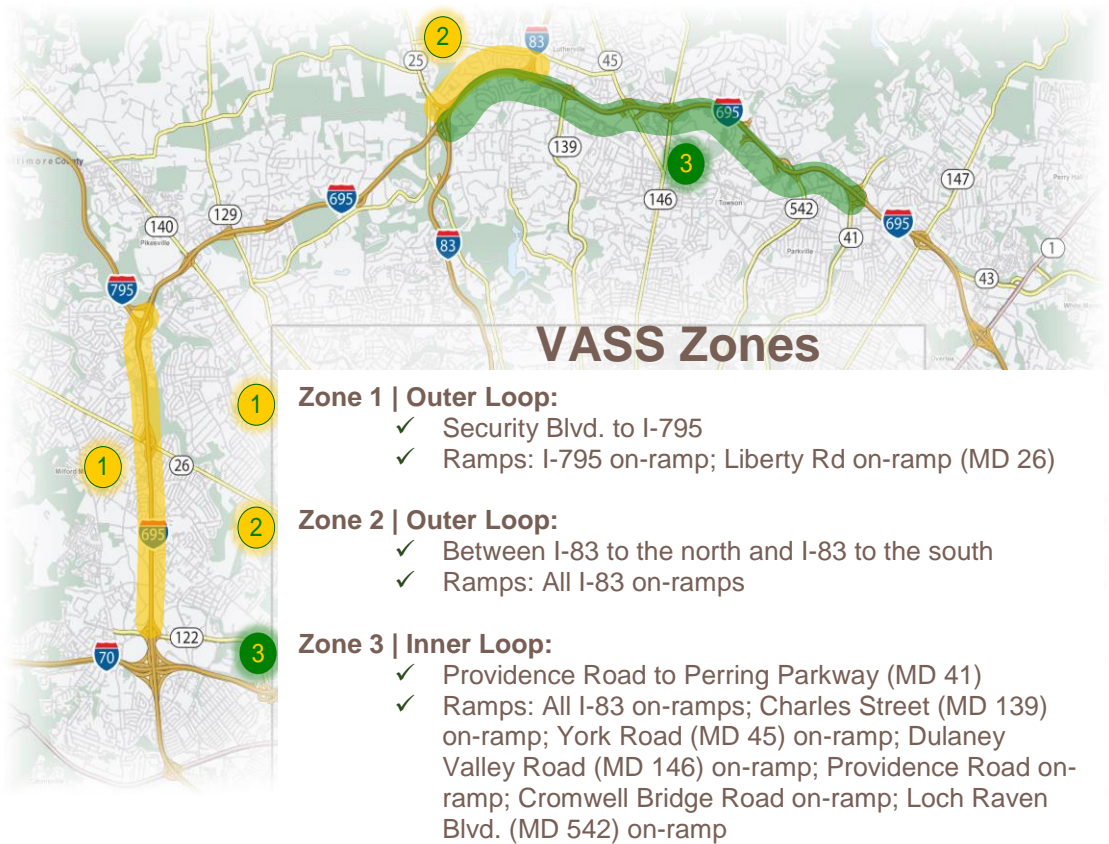 2
83
Lutherville
25
45
695
139
3
147
Perry Hall
695
146
Towson
542
695
129
140
Pikesville
83
41
1
43
795
VASS Zones
1
Zone 1 | Outer Loop:
✓ Security Blvd. to I-795
✓ Ramps: I-795 on-ramp; Liberty Rd on-ramp (MD 26)
1
26
2
Zone 2 | Outer Loop:
✓ Between I-83 to the north and I-83 to the south
✓ Ramps: All I-83 on-ramps
695
122
70
3
Zone 3 | Inner Loop:
✓ Providence Road to Perring Parkway (MD 41)
✓ Ramps: All I-83 on-ramps; Charles Street (MD 139)
on-ramp; York Road (MD 45) on-ramp; Dulaney
Valley Road (MD 146) on-ramp; Providence Road on-
ramp; Cromwell Bridge Road on-ramp; Loch Raven
Blvd. (MD 542) on-ramp
Parkville